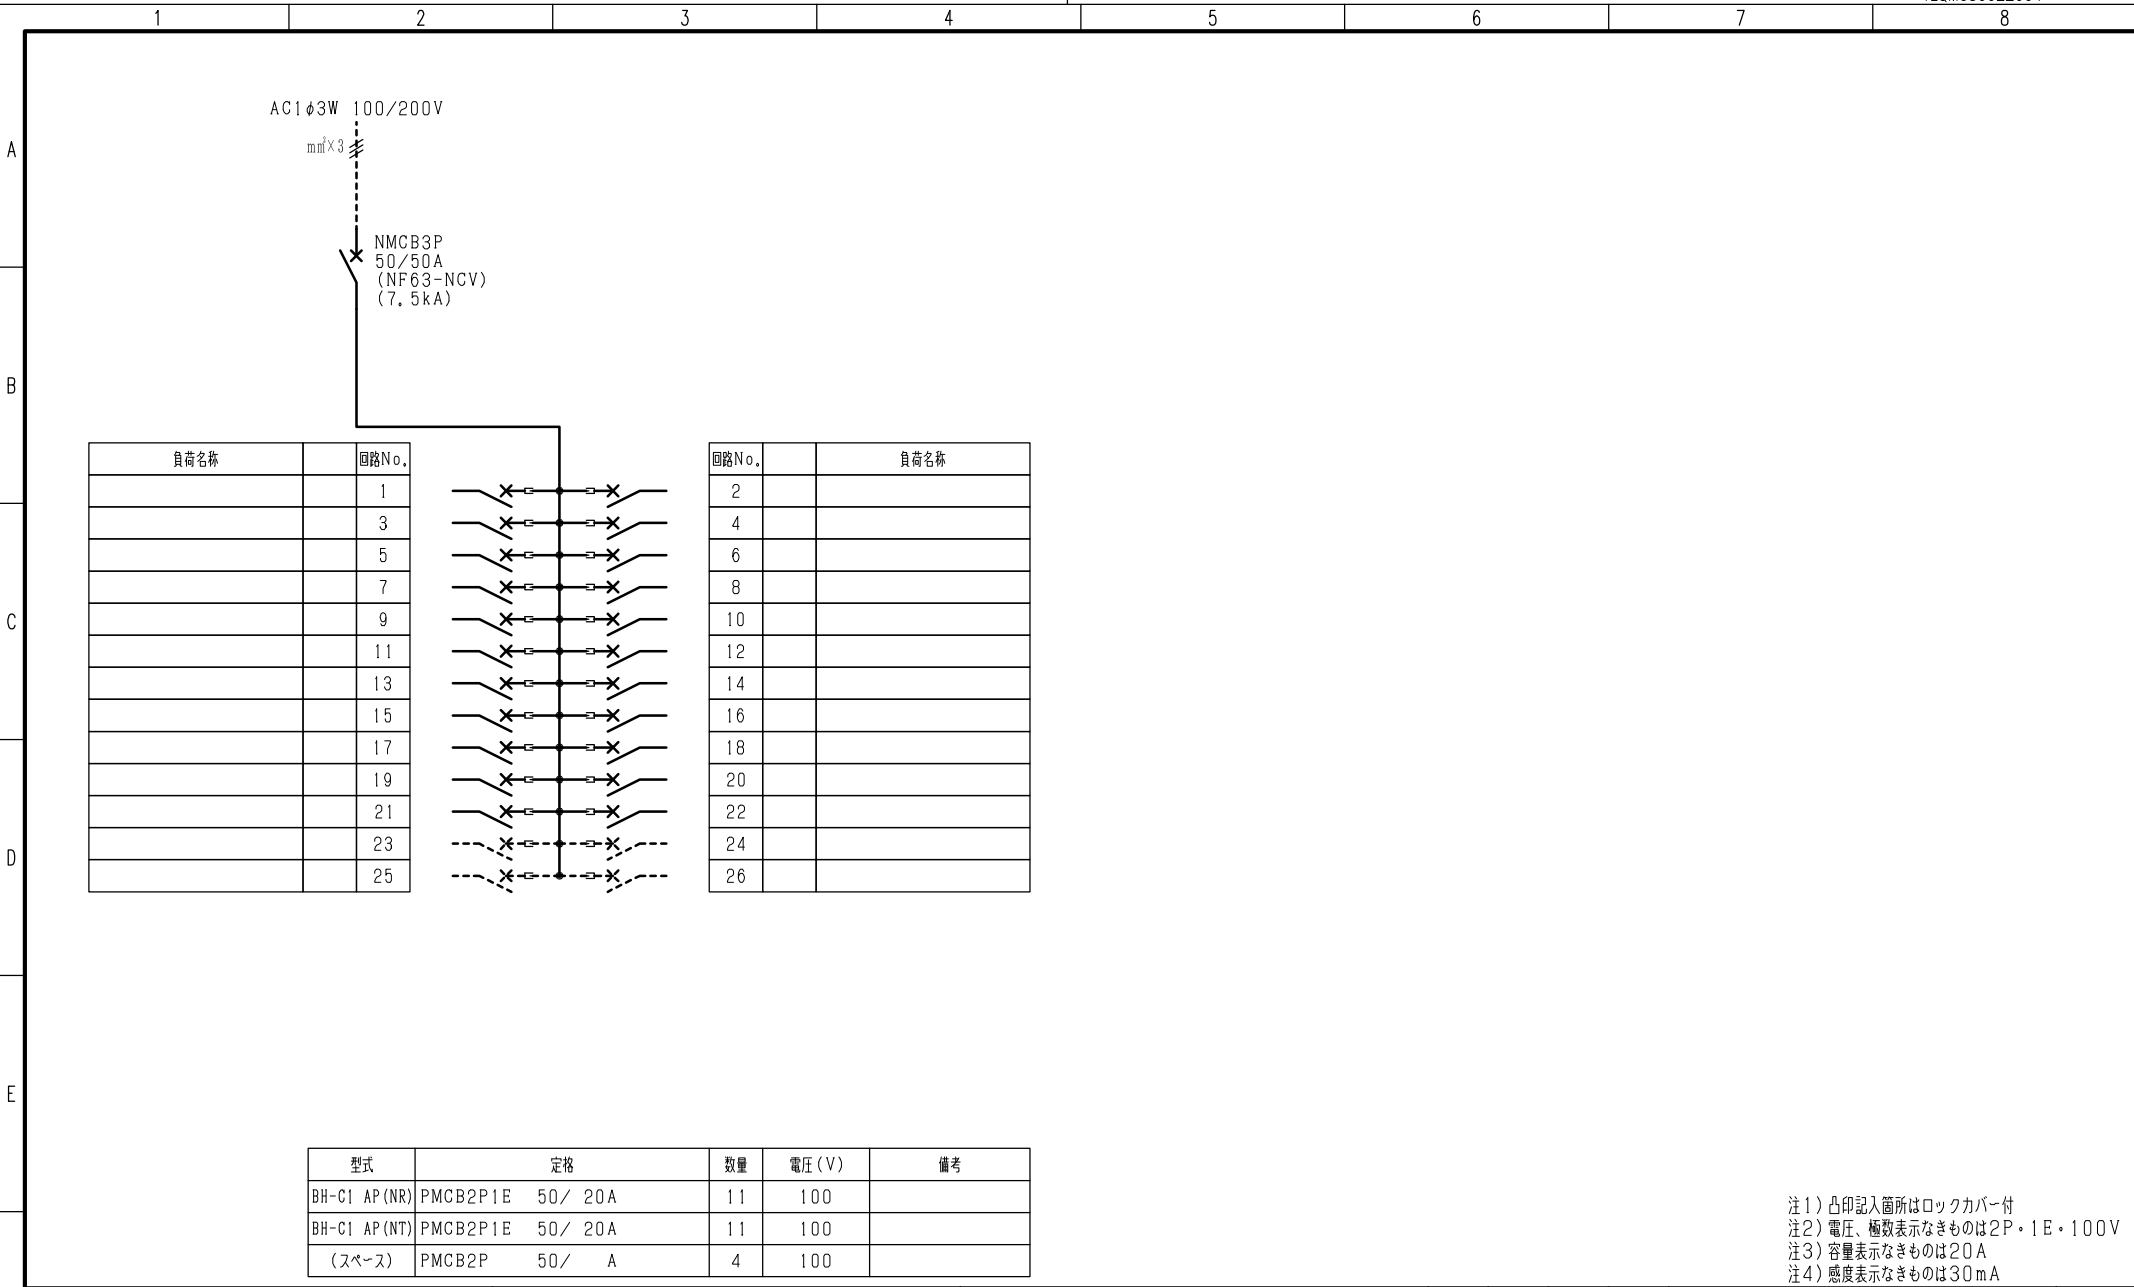 1 2 3 4 5 6 7 8
A
B
C
D
E
AC1φ3W 100/200V
mm²×3
NMCB3P
50/50A
(NF63-NCV)
(7.5kA)
負荷名称 回路No. 回路No. 負荷名称
1 2
3 4
5 6
7 8
9 10
11 12
13 14
15 16
17 18
19 20
21 22
23 24
25 26
型式 定格 数量 電圧(V) 備考
BH-C1 AP(NR) PMCB2P1E 50/ 20A 11 100
BH-C1 AP(NT) PMCB2P1E 50/ 20A 11 100
(スペース) PMCB2P 50/ A 4 100
注1)凸印記入箇所はロックカバー付
注2)電圧、極数表示なきものは2P・1E・100V
注3)容量表示なきものは20A
注4)感度表示なきものは30mA